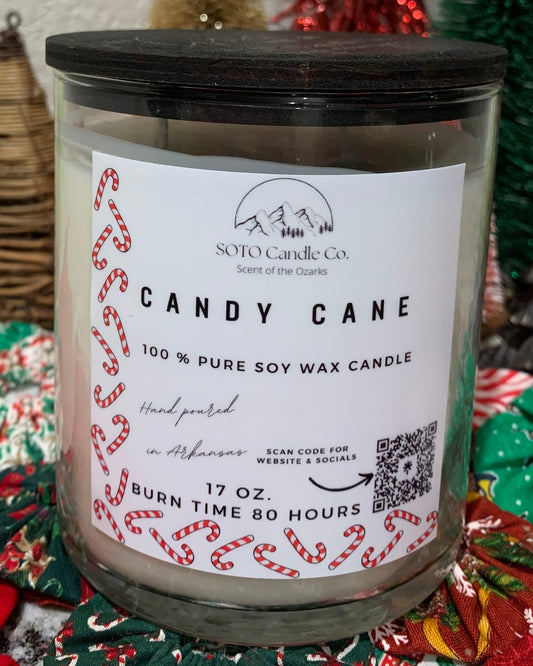 SOTO Candle Co.
Scent of the Ozarks
CANDY CANE
100 % PURE SOY WAX CANDLE
Hand poured
in Arkansas
SCAN CODE FOR
WEBSITE & SOCIALS
17 OZ.
BURN TIME 80 HOURS